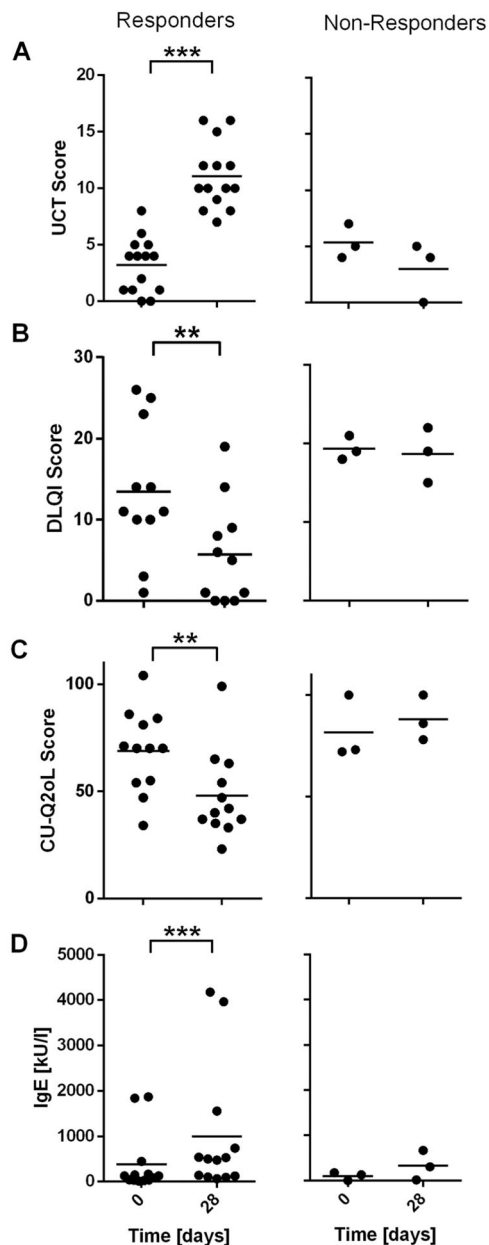 Responders
Non-Responders
A
***
20
15
10
5
0
UCT Score
B
**
30
20
10
0
DLQI Score
C
**
100
50
0
CU-Q2oL Score
D
***
5000
4000
3000
2000
1000
0
IgE [kU/l]
0
28
0
28
Time [days]
Time [days]